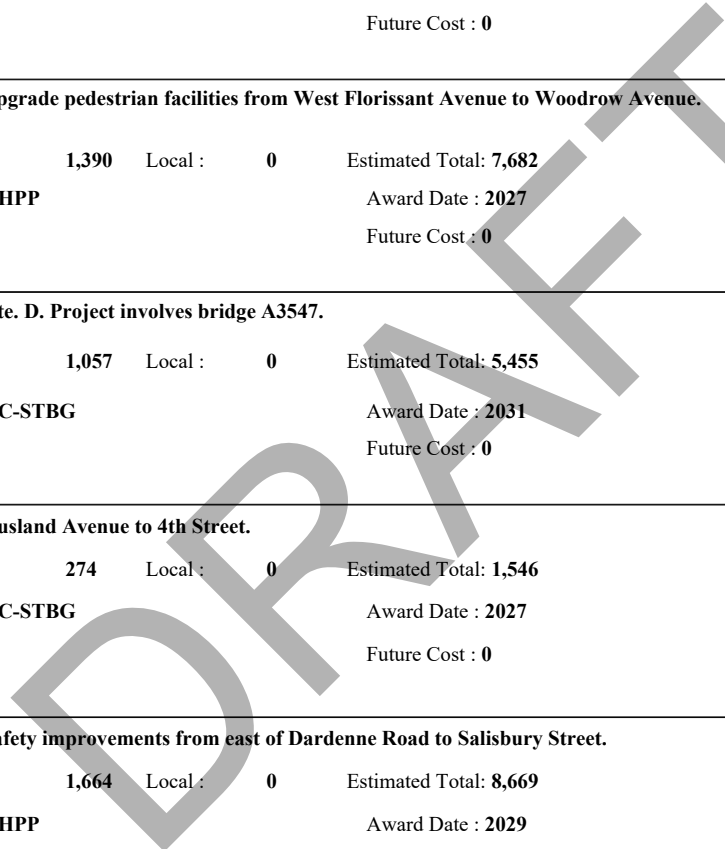 Future Cost : 0
pgrade pedestrian facilities from West Florissant Avenue to Woodrow Avenue.
1,390 Local : 0 Estimated Total: 7,682
HPP Award Date : 2027
Future Cost : 0
te. D. Project involves bridge A3547.
1,057 Local : 0 Estimated Total: 5,455
C-STBG Award Date : 2031
Future Cost : 0
usland Avenue to 4th Street.
274 Local : 0 Estimated Total: 1,546
C-STBG Award Date : 2027
Future Cost : 0
afety improvements from east of Dardenne Road to Salisbury Street.
1,664 Local : 0 Estimated Total: 8,669
HPP Award Date : 2029
DRAFT